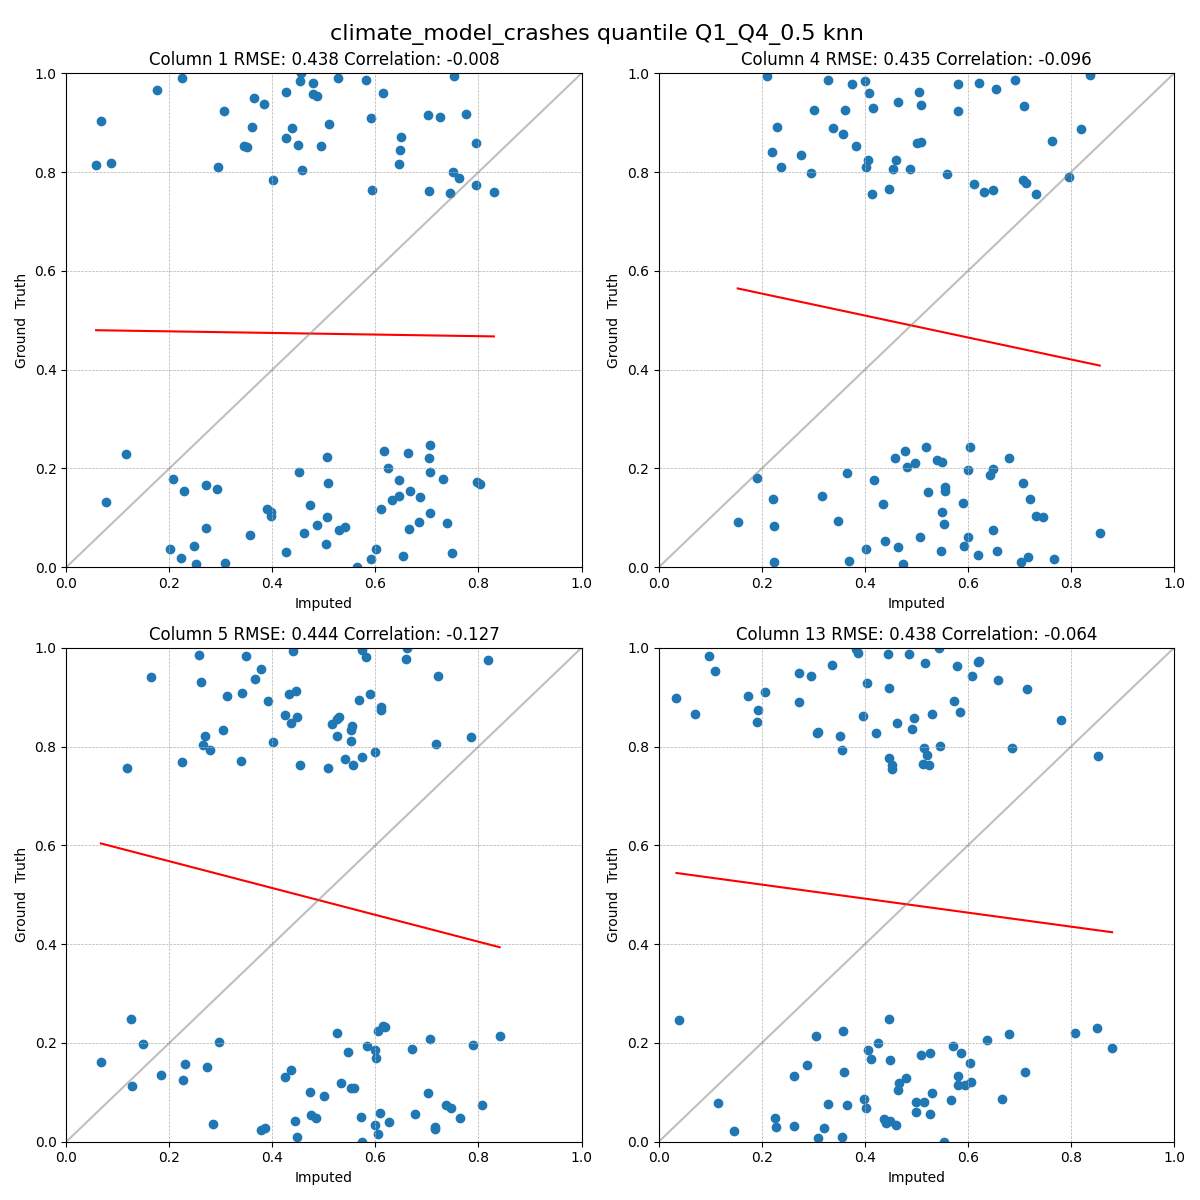 climate_model_crashes quantile Q1_Q4_0.5 knn
Column 1 RMSE: 0.438 Correlation: -0.008
1.0
0.8
0.6
0.4
0.2
0.0
Ground  Truth
0.0 0.2 0.4 0.6 0.8 1.0
Imputed
Column 4 RMSE: 0.435 Correlation: -0.096
1.0
0.8
0.6
0.4
0.2
0.0
Ground  Truth
0.0 0.2 0.4 0.6 0.8 1.0
Imputed
Column 5 RMSE: 0.444 Correlation: -0.127
1.0
0.8
0.6
0.4
0.2
0.0
Ground  Truth
0.0 0.2 0.4 0.6 0.8 1.0
Imputed
Column 13 RMSE: 0.438 Correlation: -0.064
1.0
0.8
0.6
0.4
0.2
0.0
Ground  Truth
0.0 0.2 0.4 0.6 0.8 1.0
Imputed